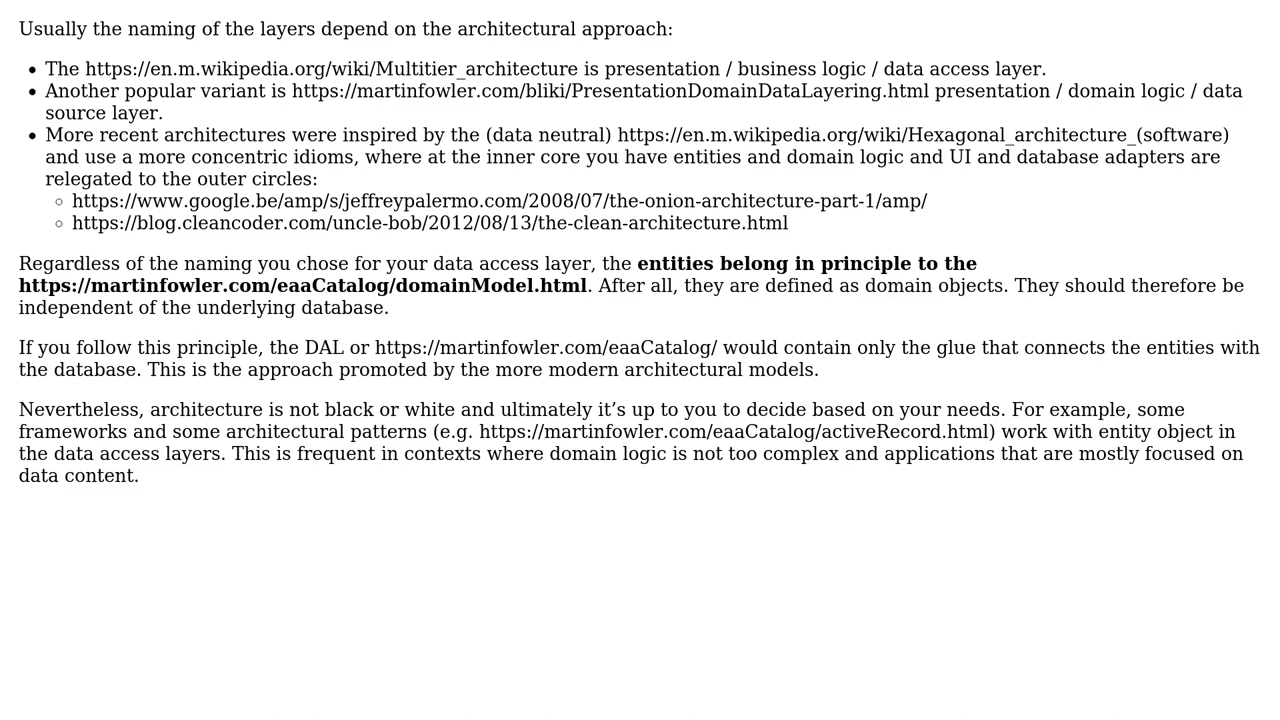 Usually the naming of the layers depend on the architectural approach:
• The https://en.m.wikipedia.org/wiki/Multitier_architecture is presentation / business logic / data access layer.
• Another popular variant is https://martinfowler.com/bliki/PresentationDomainDataLayering.html presentation / domain logic / data
source layer.
• More recent architectures were inspired by the (data neutral) https://en.m.wikipedia.org/wiki/Hexagonal_architecture_(software)
and use a more concentric idioms, where at the inner core you have entities and domain logic and UI and database adapters are
relegated to the outer circles:
◦ https://www.google.be/amp/s/jeffreypalermo.com/2008/07/the-onion-architecture-part-1/amp/
◦ https://blog.cleancoder.com/uncle-bob/2012/08/13/the-clean-architecture.html
Regardless of the naming you chose for your data access layer, the entities belong in principle to the
https://martinfowler.com/eaaCatalog/domainModel.html. After all, they are defined as domain objects. They should therefore be
independent of the underlying database.
If you follow this principle, the DAL or https://martinfowler.com/eaaCatalog/ would contain only the glue that connects the entities with
the database. This is the approach promoted by the more modern architectural models.
Nevertheless, architecture is not black or white and ultimately it’s up to you to decide based on your needs. For example, some
frameworks and some architectural patterns (e.g. https://martinfowler.com/eaaCatalog/activeRecord.html) work with entity object in
the data access layers. This is frequent in contexts where domain logic is not too complex and applications that are mostly focused on
data content.